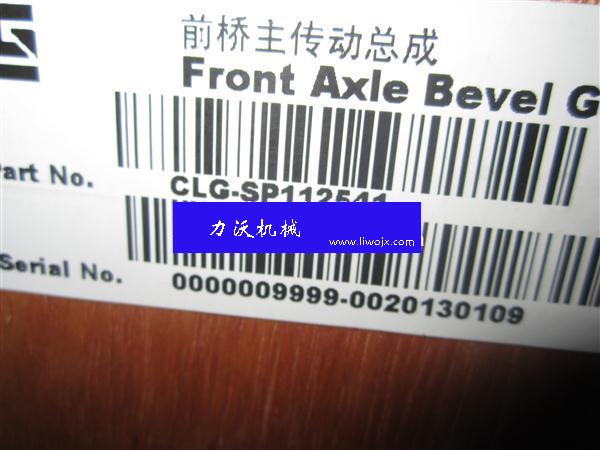 前桥主传动总成
Front Axle Bevel G
Part No.
CLG-SP112541
力沃机械
www.liwojx.com
Serial No.
0000009999-0020130109